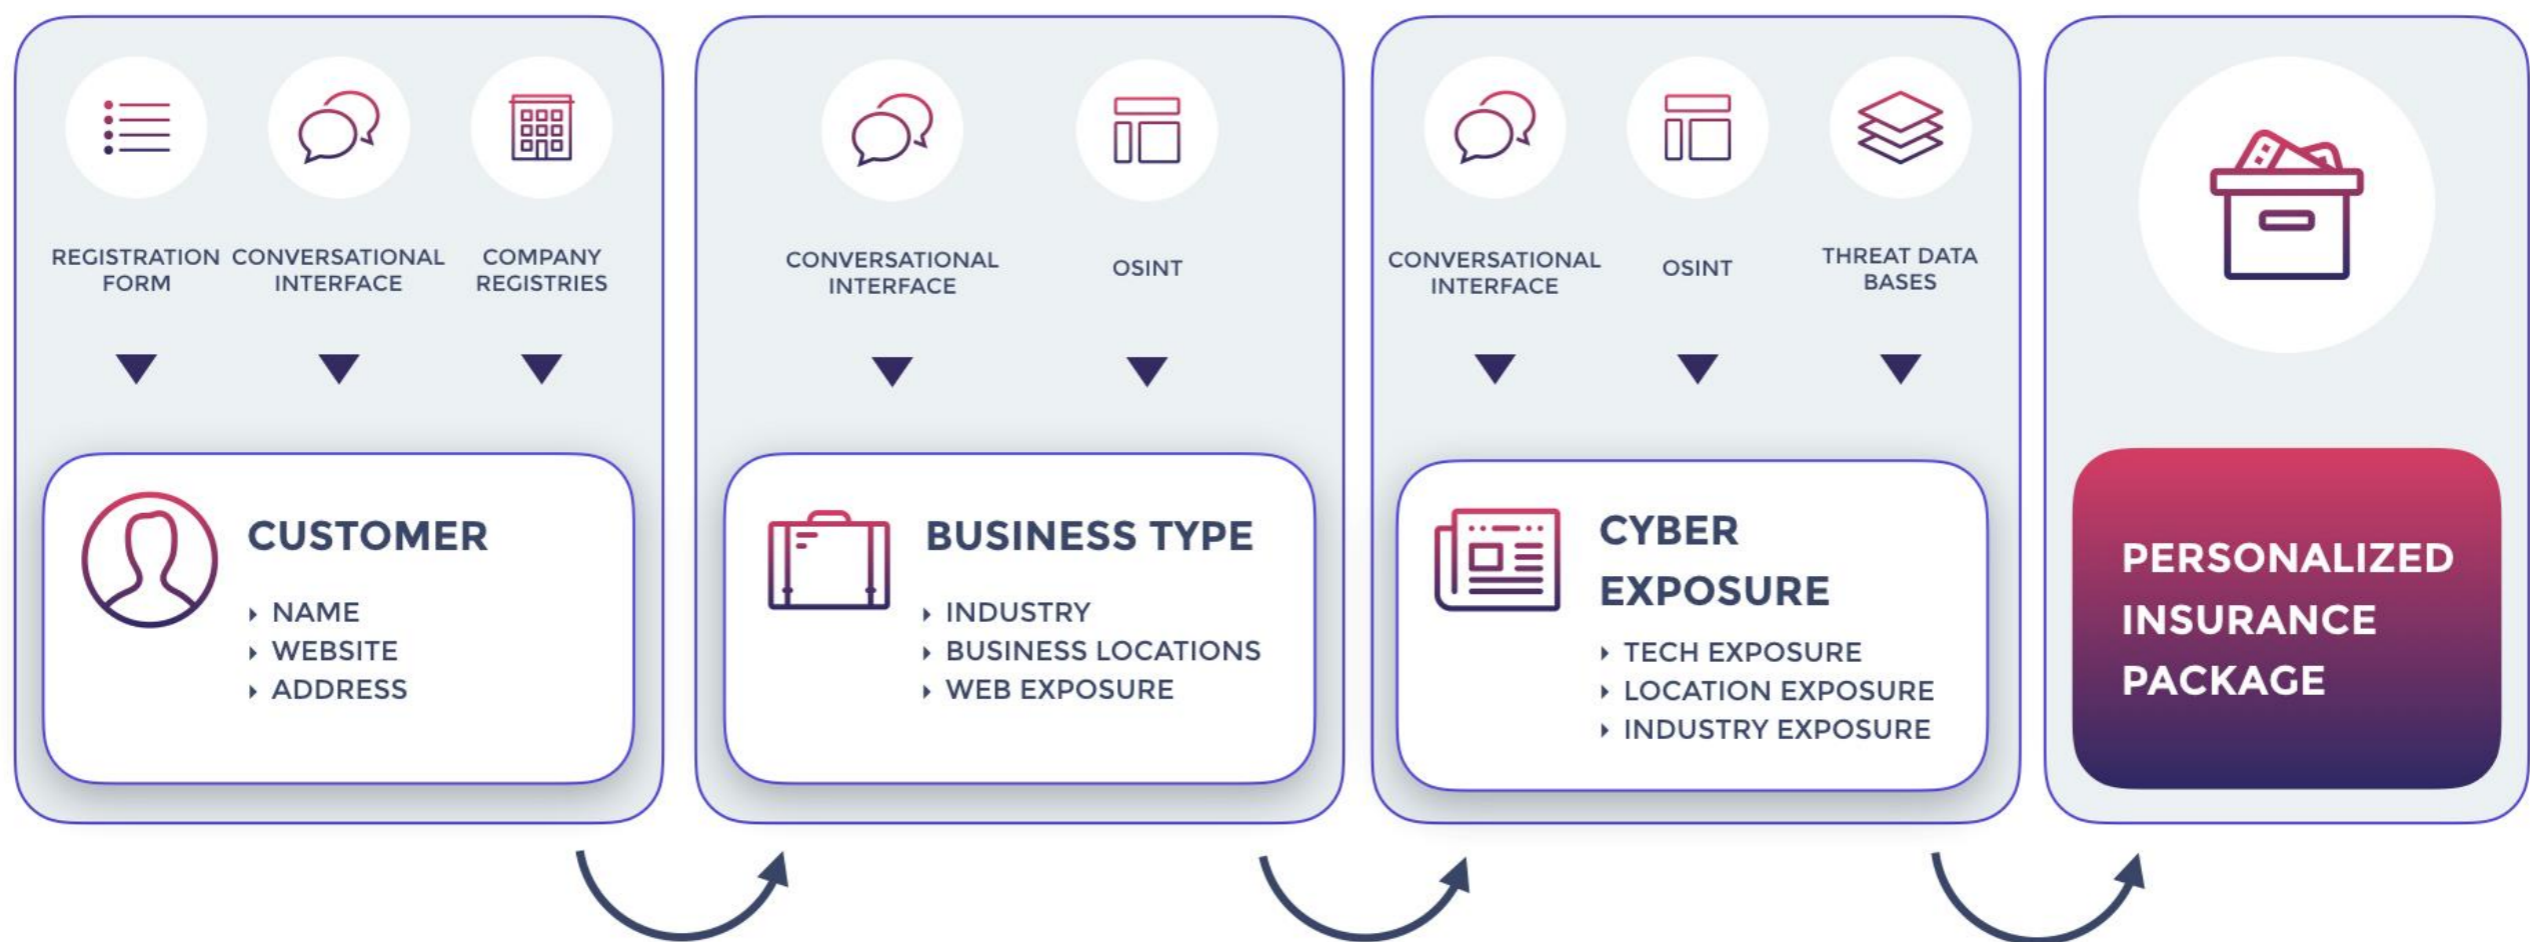 REGISTRATION
FORM
CONVERSATIONAL
INTERFACE
COMPANY
REGISTRIES
CUSTOMER
NAME
WEBSITE
ADDRESS
CONVERSATIONAL
INTERFACE
OSINT
BUSINESS TYPE
INDUSTRY
BUSINESS LOCATIONS
WEB EXPOSURE
CONVERSATIONAL
INTERFACE
OSINT
THREAT DATA
BASES
CYBER
EXPOSURE
TECH EXPOSURE
LOCATION EXPOSURE
INDUSTRY EXPOSURE
PERSONALIZED
INSURANCE
PACKAGE